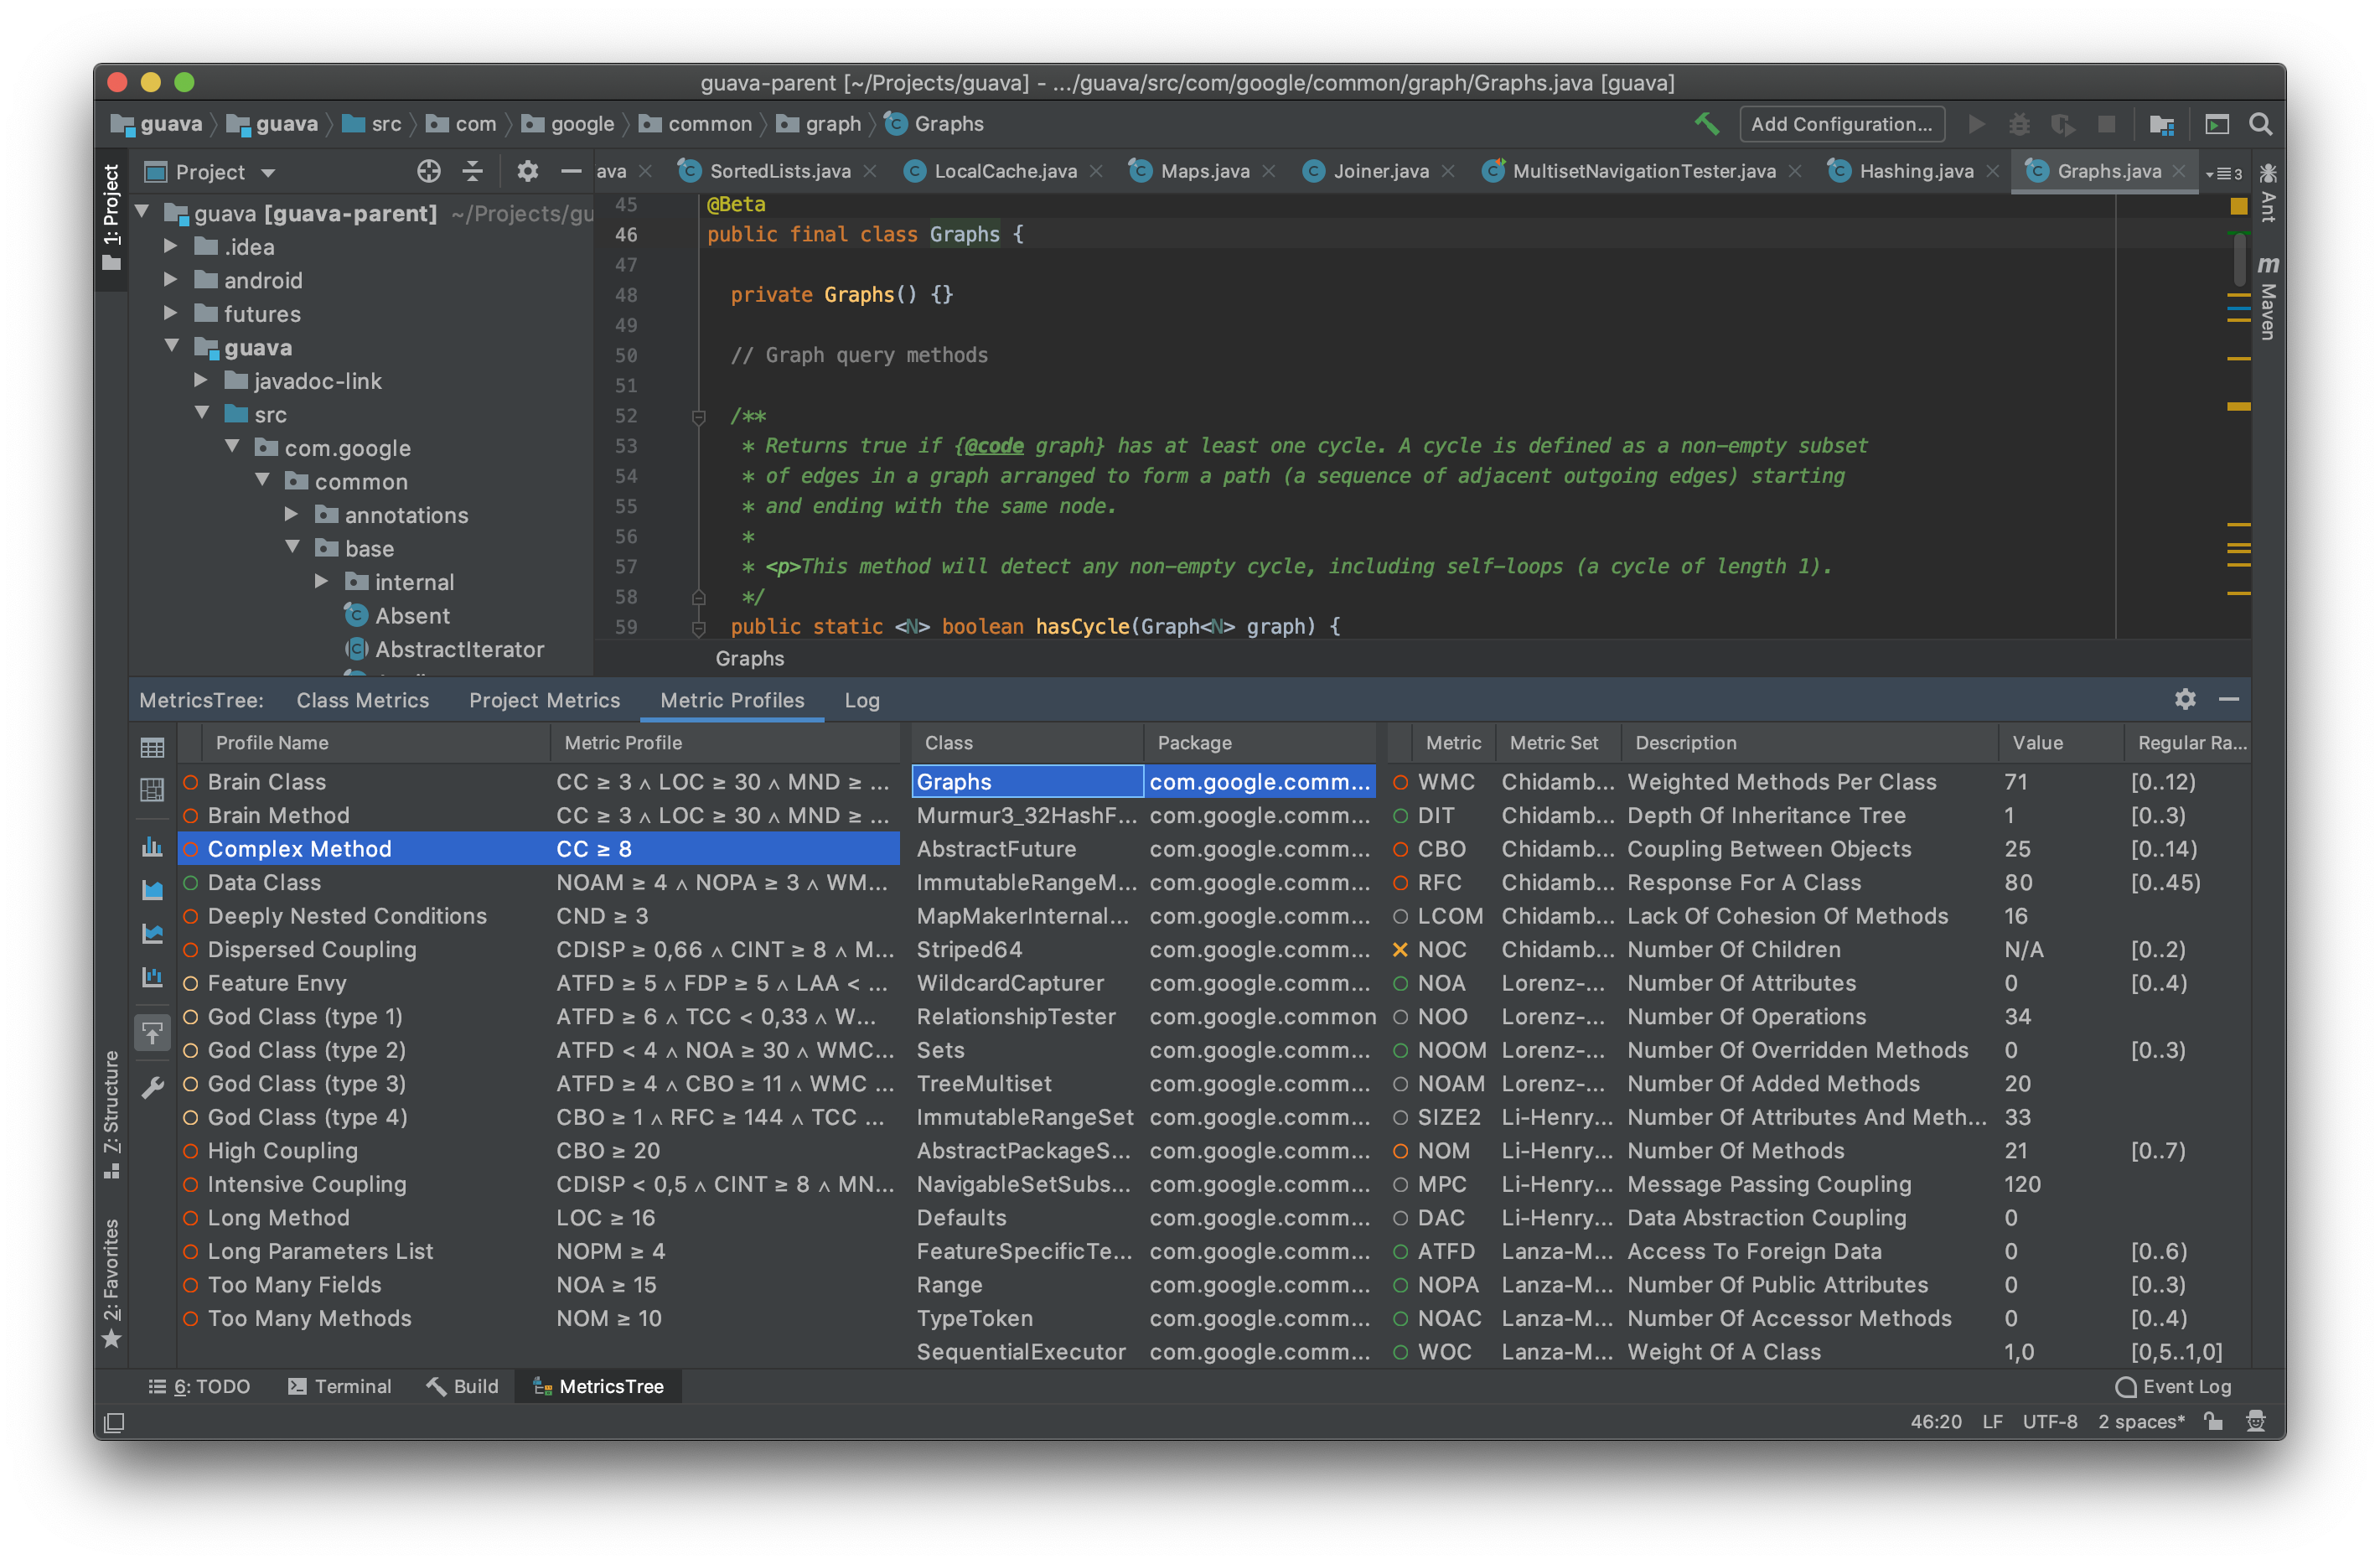 guava-parent [~/Projects/guava] - .../guava/src/com/google/common/graph/Graphs.java [guava]
guava guava src com google common graph Graphs
Add Configuration...
1: Project
Project
ava SortedLists.java LocalCache.java Maps.java Joiner.java MultisetNavigationTester.java Hashing.java Graphs.java 3
Ant
Maven
guava [guava-parent] ~/Projects/gu
.idea
android
futures
guava
javadoc-link
src
com.google
common
annotations
base
internal
Absent
AbstractIterator
45 @Beta
46 public final class Graphs {
47
48 private Graphs() {}
49
50 // Graph query methods
51
52 /**
53 * Returns true if {@code graph} has at least one cycle. A cycle is defined as a non-empty subset
54 * of edges in a graph arranged to form a path (a sequence of adjacent outgoing edges) starting
55 * and ending with the same node.
56 *
57 * <p>This method will detect any non-empty cycle, including self-loops (a cycle of length 1).
58 */
59 public static <N> boolean hasCycle(Graph<N> graph) {
Graphs
MetricsTree: Class Metrics Project Metrics Metric Profiles Log
Profile Name Metric Profile
Brain Class CC ≥ 3 ∧ LOC ≥ 30 ∧ MND ≥ ...
Brain Method CC ≥ 3 ∧ LOC ≥ 30 ∧ MND ≥ ...
Complex Method CC ≥ 8
Data Class NOAM ≥ 4 ∧ NOPA ≥ 3 ∧ WM...
Deeply Nested Conditions CND ≥ 3
Dispersed Coupling CDISP ≥ 0,66 ∧ CINT ≥ 8 ∧ M...
Feature Envy ATFD ≥ 5 ∧ FDP ≥ 5 ∧ LAA < ...
God Class (type 1) ATFD ≥ 6 ∧ TCC < 0,33 ∧ W...
God Class (type 2) ATFD < 4 ∧ NOA ≥ 30 ∧ WMC...
God Class (type 3) ATFD ≥ 4 ∧ CBO ≥ 11 ∧ WMC ...
God Class (type 4) CBO ≥ 1 ∧ RFC ≥ 144 ∧ TCC ...
High Coupling CBO ≥ 20
Intensive Coupling CDISP < 0,5 ∧ CINT ≥ 8 ∧ MN...
Long Method LOC ≥ 16
Long Parameters List NOPM ≥ 4
Too Many Fields NOA ≥ 15
Too Many Methods NOM ≥ 10
Class Package
Graphs com.google.comm...
Murmur3_32HashF... com.google.comm...
AbstractFuture com.google.comm...
ImmutableRangeM... com.google.comm...
MapMakerInternal... com.google.comm...
Striped64 com.google.comm...
WildcardCapturer com.google.comm...
RelationshipTester com.google.common
Sets com.google.comm...
TreeMultiset com.google.comm...
ImmutableRangeSet com.google.comm...
AbstractPackageS... com.google.comm...
NavigableSetSubs... com.google.comm...
Defaults com.google.comm...
FeatureSpecificTe... com.google.comm...
Range com.google.comm...
TypeToken com.google.comm...
SequentialExecutor com.google.comm...
Metric Metric Set Description Value Regular Ra...
WMC Chidamb... Weighted Methods Per Class 71 [0..12)
DIT Chidamb... Depth Of Inheritance Tree 1 [0..3)
CBO Chidamb... Coupling Between Objects 25 [0..14)
RFC Chidamb... Response For A Class 80 [0..45)
LCOM Chidamb... Lack Of Cohesion Of Methods 16
NOC Chidamb... Number Of Children N/A [0..2)
NOA Lorenz-... Number Of Attributes 0 [0..4)
NOO Lorenz-... Number Of Operations 34
NOOM Lorenz-... Number Of Overridden Methods 0 [0..3)
NOAM Lorenz-... Number Of Added Methods 20
SIZE2 Li-Henry... Number Of Attributes And Meth... 33
NOM Li-Henry... Number Of Methods 21 [0..7)
MPC Li-Henry... Message Passing Coupling 120
DAC Li-Henry... Data Abstraction Coupling 0
ATFD Lanza-M... Access To Foreign Data 0 [0..6)
NOPA Lanza-M... Number Of Public Attributes 0 [0..3)
NOAC Lanza-M... Number Of Accessor Methods 0 [0..4)
WOC Lanza-M... Weight Of A Class 1,0 [0,5..1,0]
7: Structure
2: Favorites
6: TODO Terminal Build MetricsTree Event Log
46:20 LF UTF-8 2 spaces*